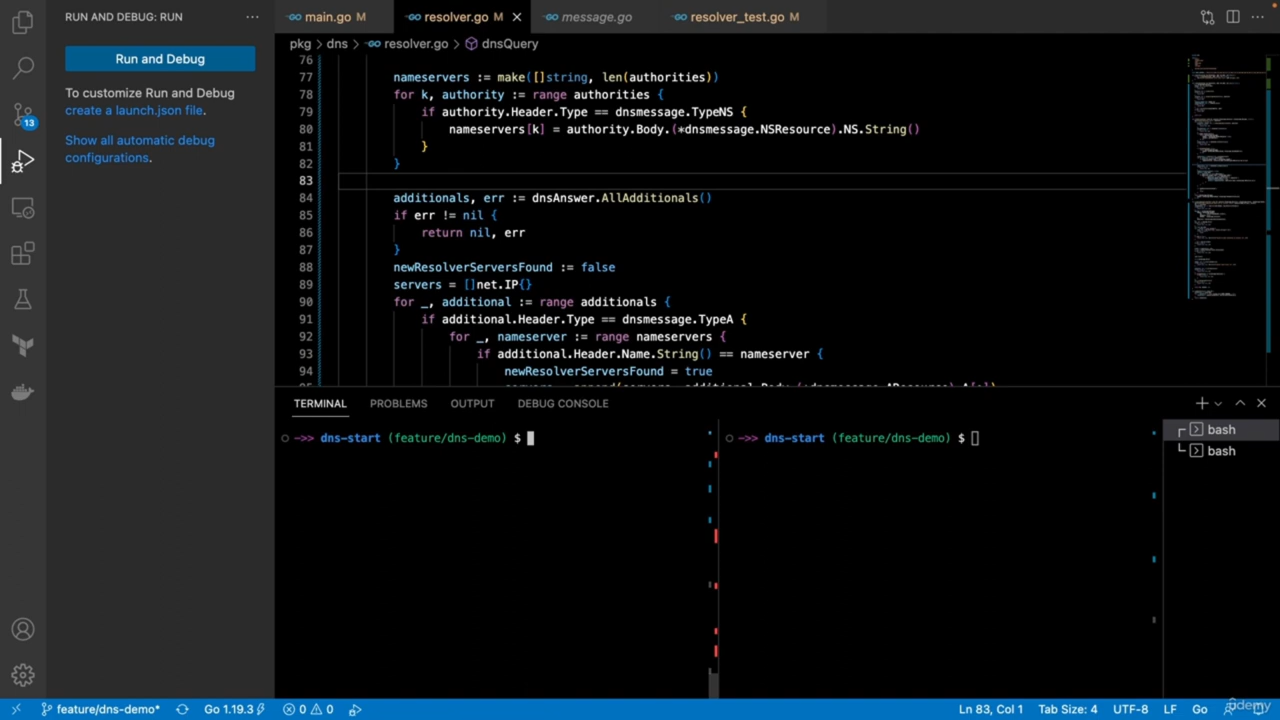 RUN AND DEBUG: RUN
Run and Debug
To customize Run and Debug
create a launch.json file.
Show all automatic debug
configurations.
13
main.go M
resolver.go M
message.go
resolver_test.go M
pkg > dns > resolver.go > dnsQuery
76
77 nameservers := make([]string, len(authorities))
78 for k, authority := range authorities {
79 if authority.Header.Type == dnsmessage.TypeNS {
80 nameservers[k] = authority.Body.(*dnsmessage.NSResource).NS.String()
81 }
82 }
83
84 additionals, err := dnsAnswer.AllAdditionals()
85 if err != nil {
86 return nil, err
87 }
88 newResolverServersFound := false
89 servers = []net.IP{}
90 for _, additional := range additionals {
91 if additional.Header.Type == dnsmessage.TypeA {
92 for _, nameserver := range nameservers {
93 if additional.Header.Name.String() == nameserver {
94 newResolverServersFound = true
TERMINAL PROBLEMS OUTPUT DEBUG CONSOLE
->> dns-start (feature/dns-demo) $
->> dns-start (feature/dns-demo) $
bash
bash
feature/dns-demo* Go 1.19.3 0 0 Ln 83, Col 1 Tab Size: 4 UTF-8 LF Go
udemy